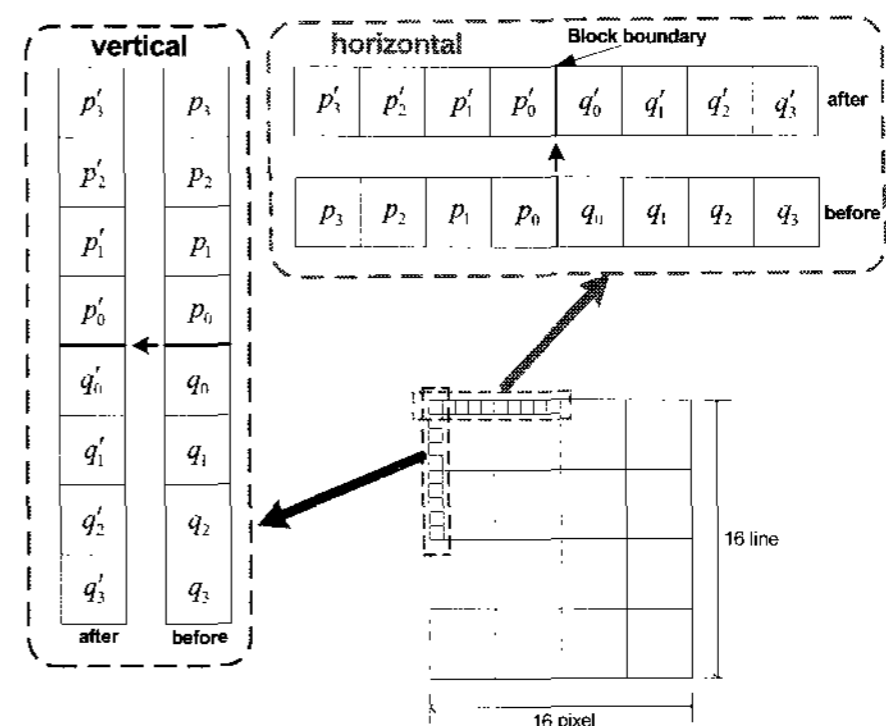 vertical
p′₃ p₃
p′₂ p₂
p′₁ p₁
p′₀ p₀
q′₀ q₀
q′₁ q₁
q′₂ q₂
q′₃ q₃
after before
horizontal
Block boundary
p′₃ p′₂ p′₁ p′₀ q′₀ q′₁ q′₂ q′₃ after
p₃ p₂ p₁ p₀ q₀ q₁ q₂ q₃ before
16 line
16 pixel